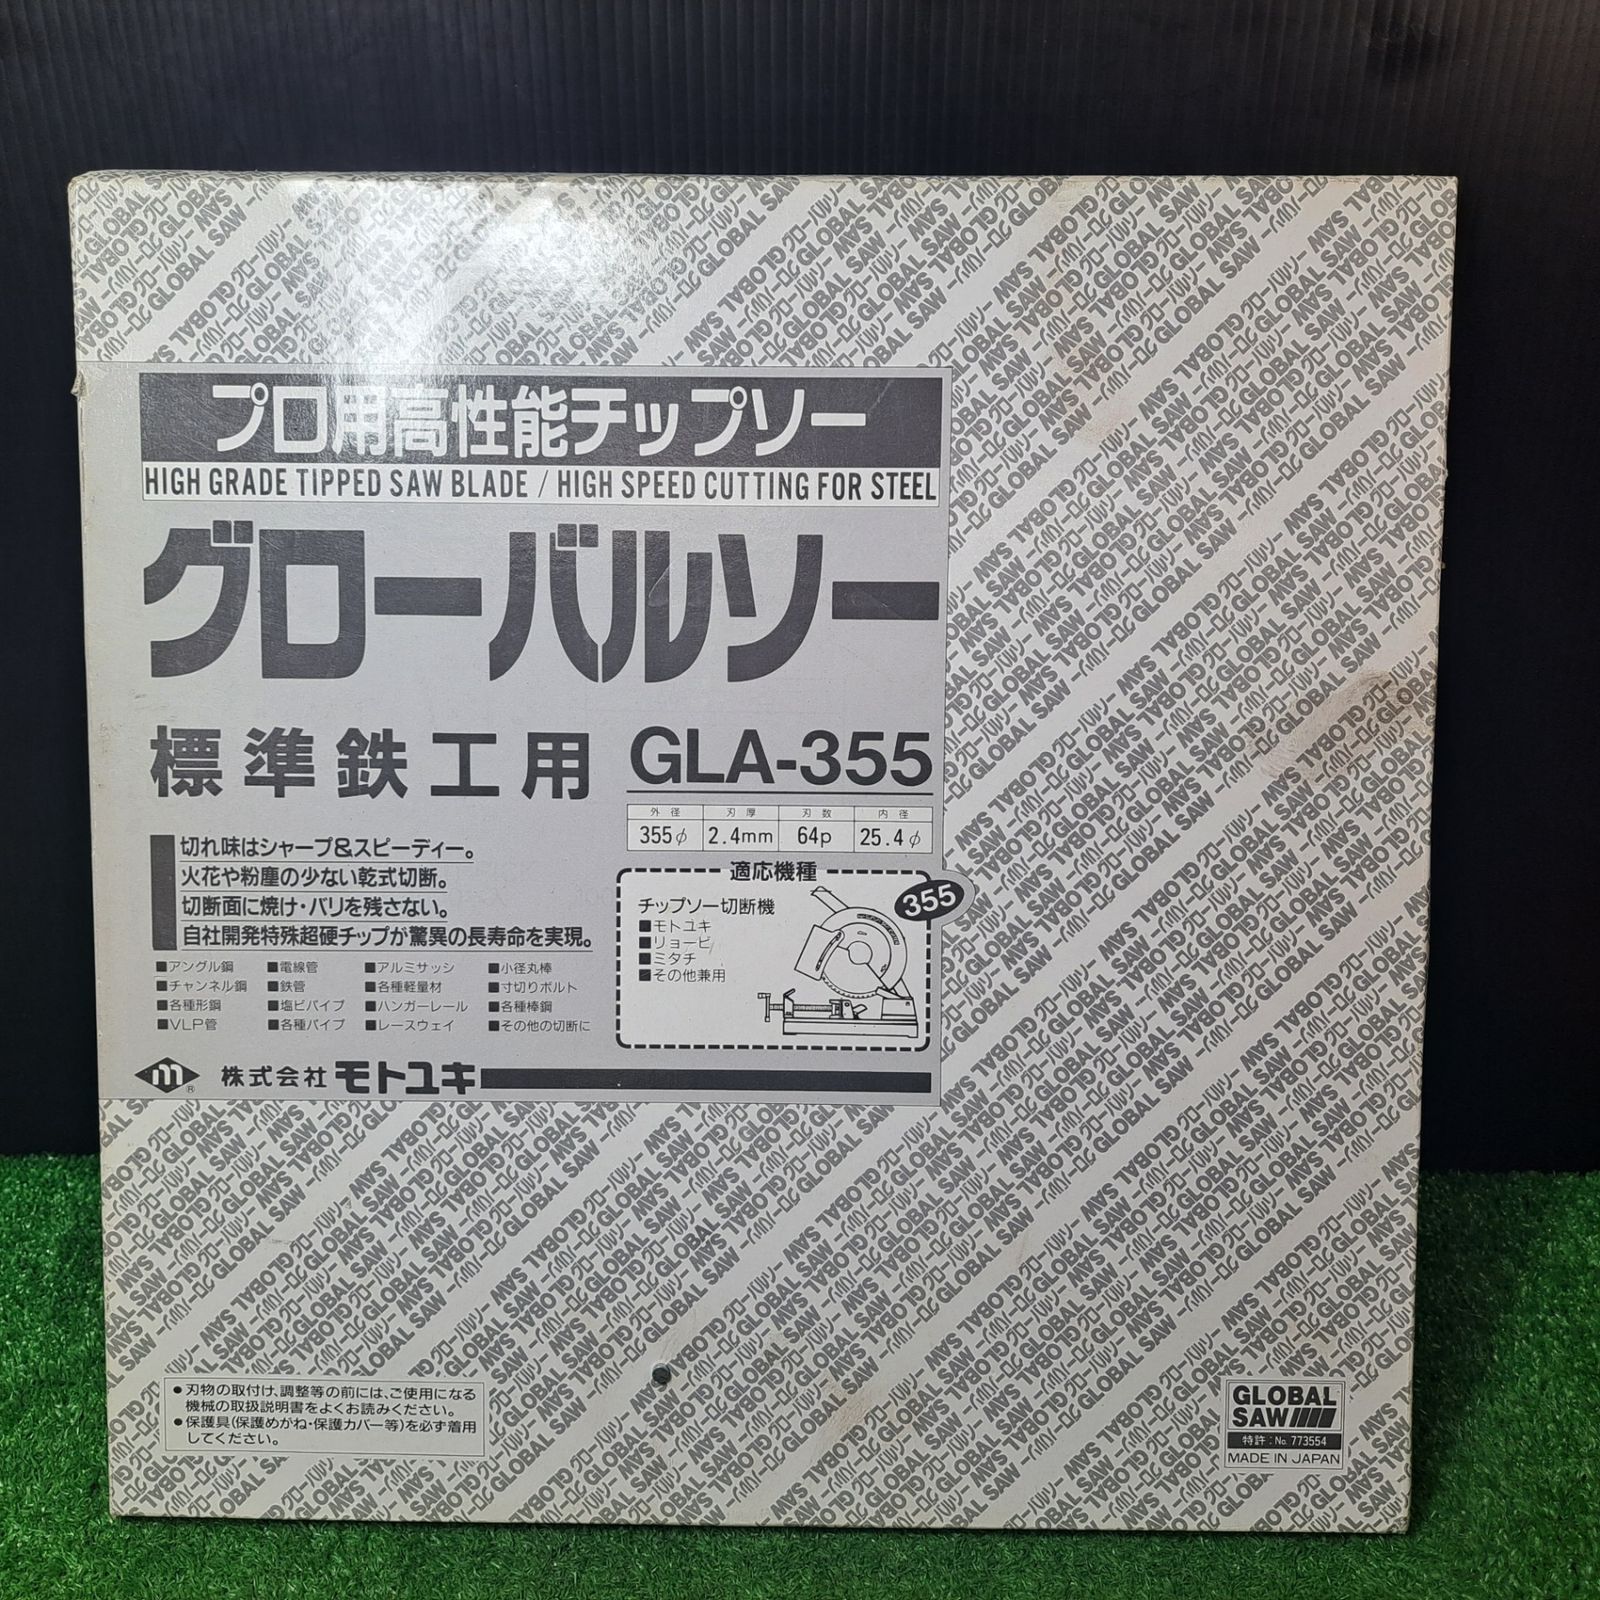 プロ用高性能チップソー
HIGH GRADE TIPPED SAW BLADE / HIGH SPEED CUTTING FOR STEEL
グローバルソー
標準鉄工用 GLA-355
外径 刃厚 刃数 内径
355φ 2.4mm 64p 25.4φ
切れ味はシャープ&スピーディー。
火花や粉塵の少ない乾式切断。
切断面に焼け・バリを残さない。
自社開発特殊超硬チップが驚異の長寿命を実現。
■アングル鋼 ■電線管 ■アルミサッシ ■小径丸棒
■チャンネル鋼 ■鉄管 ■各種軽量材 ■寸切りボルト
■各種形鋼 ■塩ビパイプ ■ハンガーレール ■各種棒鋼
■VLP管 ■各種パイプ ■レースウェイ ■その他の切断に
適応機種
355
チップソー切断機
■モトユキ
■リョービ
■ミタチ
■その他兼用
m® 株式会社モトユキ
●刃物の取付け、調整等の前には、ご使用になる
機械の取扱説明書をよくお読みください。
●保護具(保護めがね・保護カバー等)を必ず着用
してください。
GLOBAL
SAW
特許:No. 773554
MADE IN JAPAN